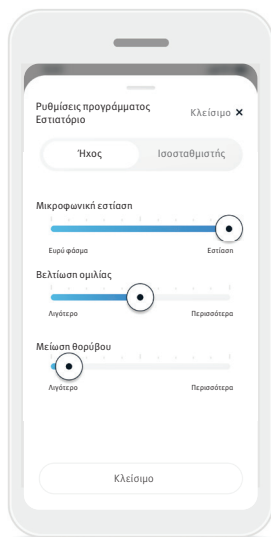 Ρυθμίσεις προγράμματος
Εστιατόριο
Κλείσιμο ×
Ήχος Ισοσταθμιστής
Μικροφωνική εστίαση
Ευρύ φάσμα Εστίαση
Βελτίωση ομιλίας
Λιγότερο Περισσότερα
Μείωση θορύβου
Λιγότερο Περισσότερα
Κλείσιμο